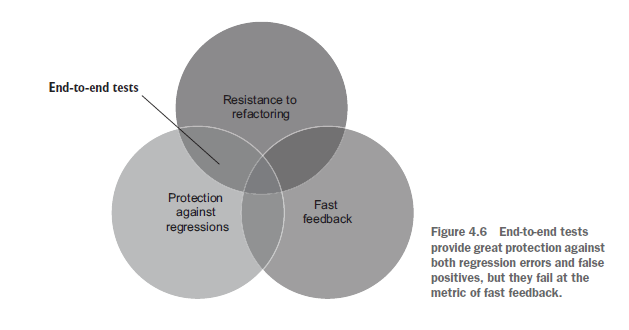 End-to-end tests
Resistance to
refactoring
Protection
against
regressions
Fast
feedback
Figure 4.6 End-to-end tests
provide great protection against
both regression errors and false
positives, but they fail at the
metric of fast feedback.